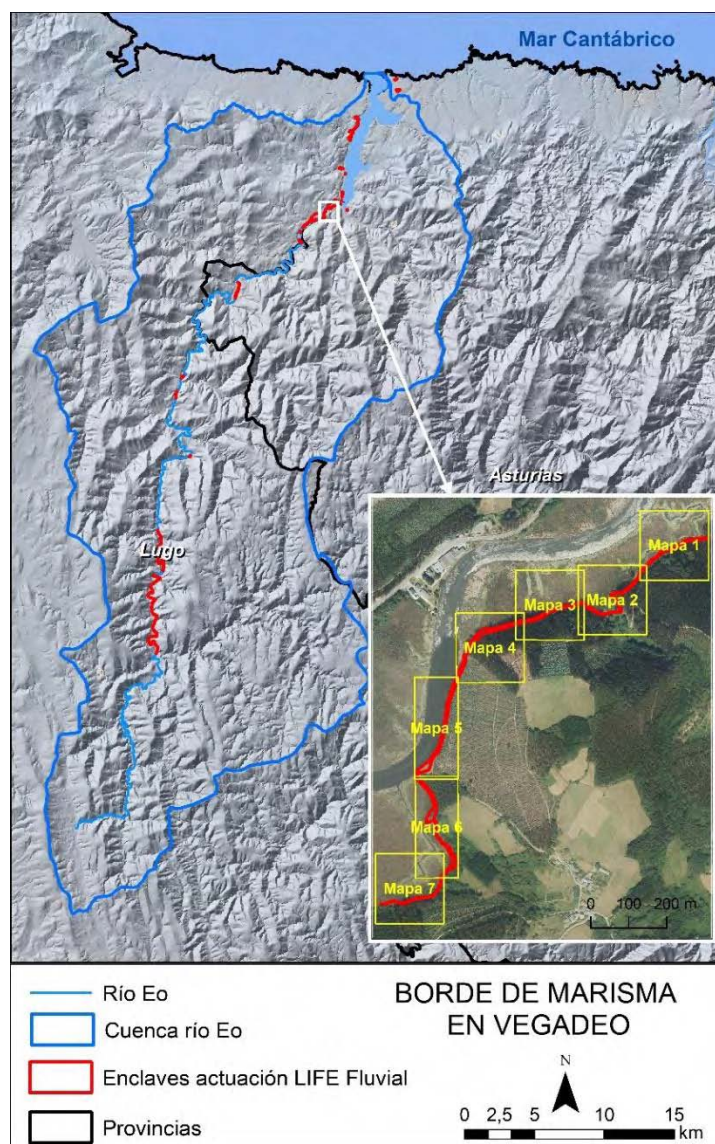 Mar Cantábrico
Asturias
Lugo
Mapa 1
Mapa 2
Mapa 3
Mapa 4
Mapa 5
Mapa 6
Mapa 7
0 100 200 m
Río Eo
Cuenca río Eo
Enclaves actuación LIFE Fluvial
Provincias
BORDE DE MARISMA
EN VEGADEO
N
0 2,5 5 10 15
km